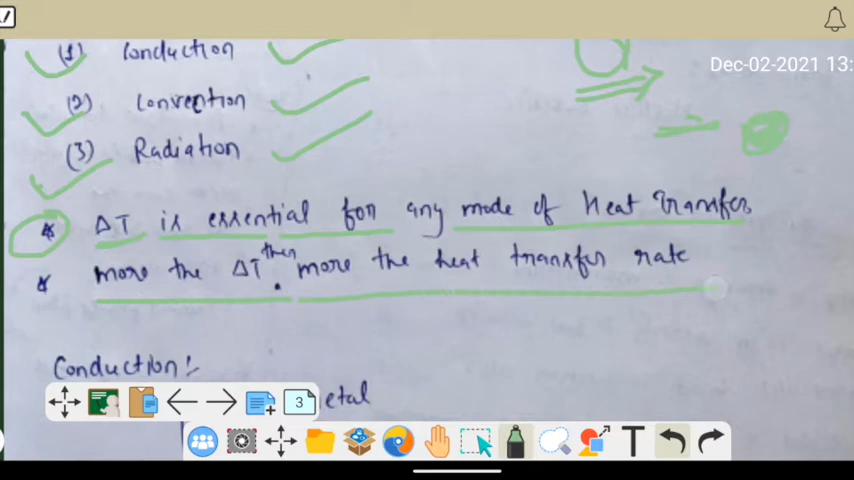 (1) Conduction
Dec-02-2021 13:
(2) Convention
(3) Radiation
* ΔT is essential for any mode of Heat Transfer
* more the ΔT then more the heat transfer rate
Conduction:-
etal
3
T